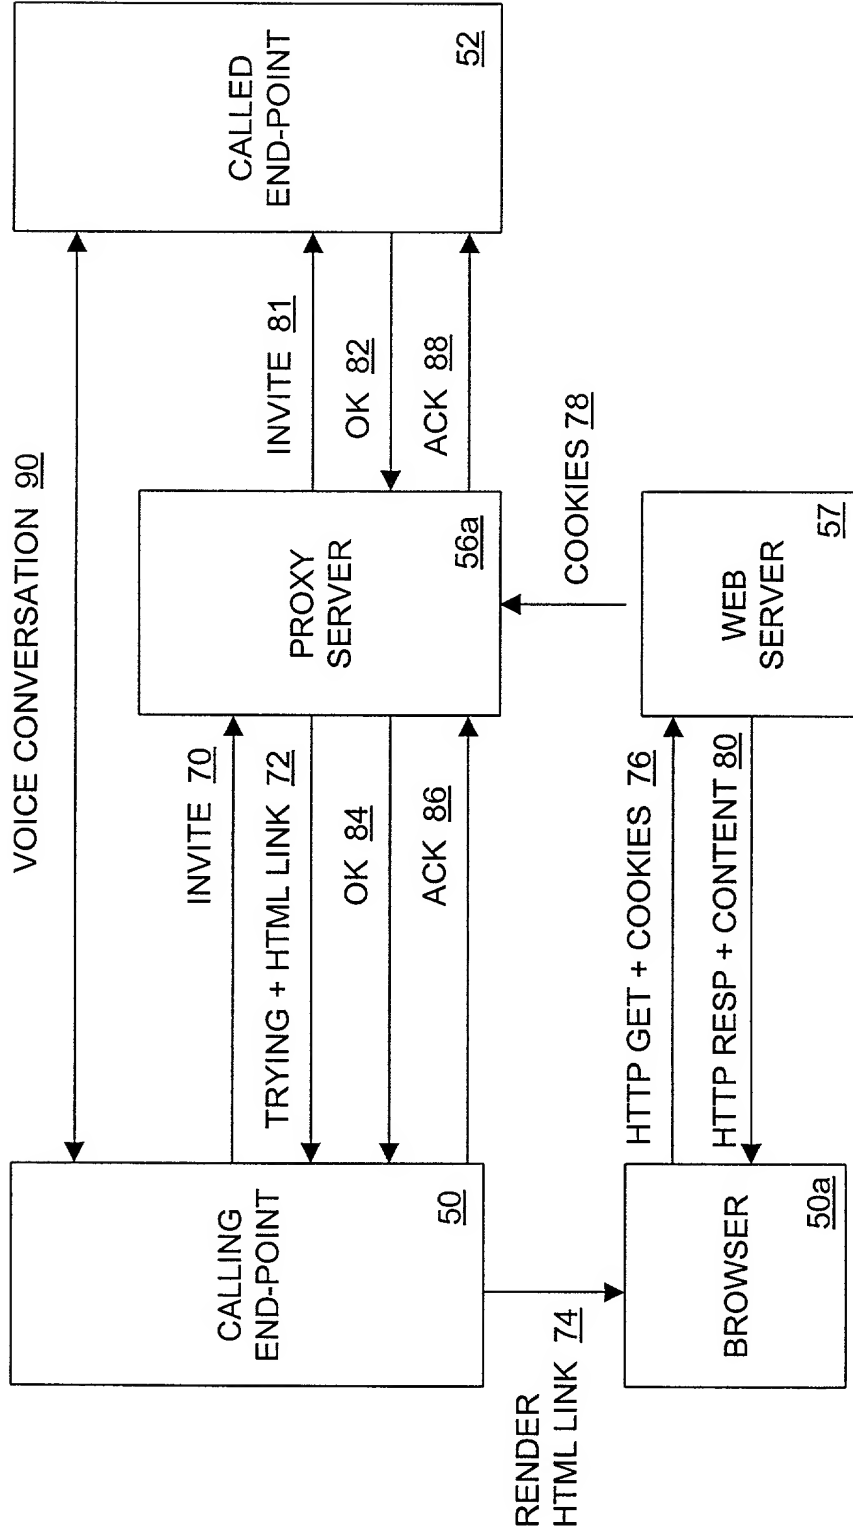 VOICE CONVERSATION 90
CALLING
END-POINT
50
INVITE 70
TRYING + HTML LINK 72
OK 84
ACK 86
PROXY
SERVER
56a
INVITE 81
OK 82
ACK 88
CALLED
END-POINT
52
RENDER
HTML LINK 74
COOKIES 78
BROWSER
50a
HTTP GET + COOKIES 76
HTTP RESP + CONTENT 80
WEB
SERVER
57